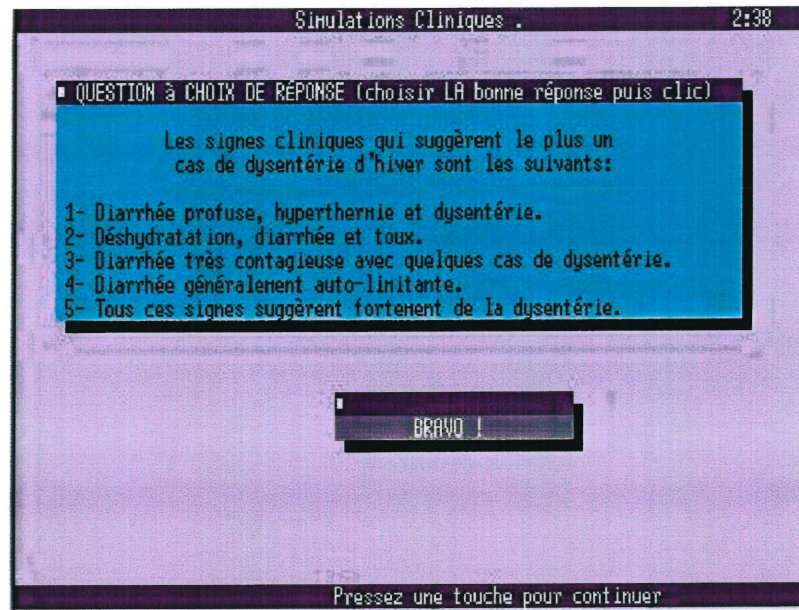 Simulations Cliniques . 2:38
QUESTION à CHOIX DE RÉPONSE (choisir LA bonne réponse puis clic)
Les signes cliniques qui suggèrent le plus un
cas de dysentérie d'hiver sont les suivants:
1- Diarrhée profuse, hyperthermie et dysentérie.
2- Déshydratation, diarrhée et toux.
3- Diarrhée très contagieuse avec quelques cas de dysentérie.
4- Diarrhée généralement auto-limitante.
5- Tous ces signes suggèrent fortement de la dysentérie.
BRAVO !
Pressez une touche pour continuer